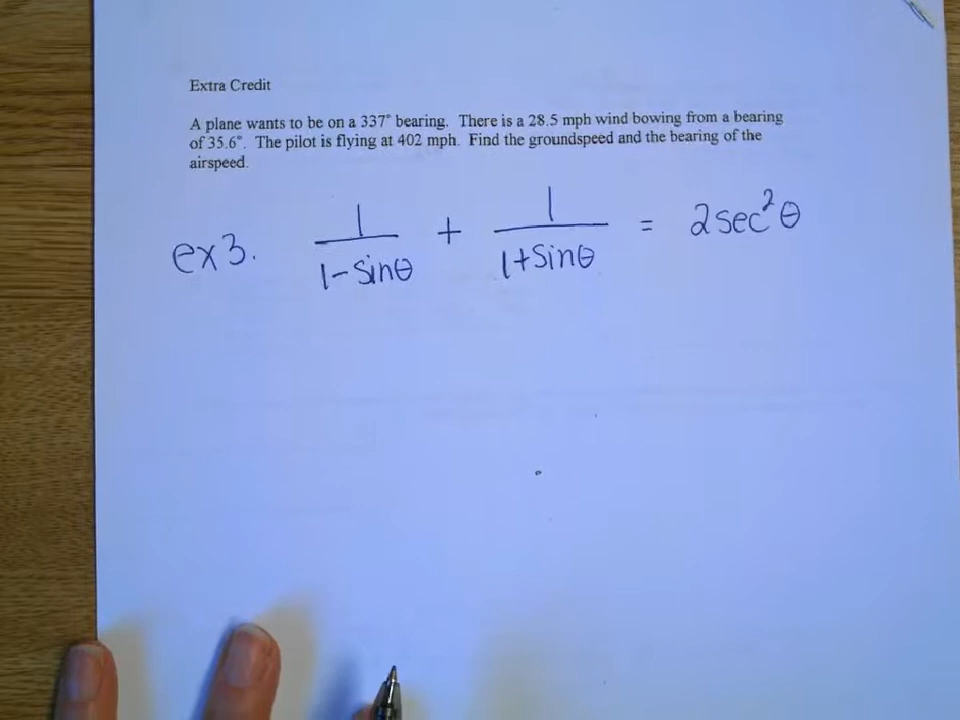 Extra Credit
A plane wants to be on a 337° bearing. There is a 28.5 mph wind bowing from a bearing
of 35.6°. The pilot is flying at 402 mph. Find the groundspeed and the bearing of the
airspeed.
ex3. 1/(1-sinθ) + 1/(1+sinθ) = 2sec²θ